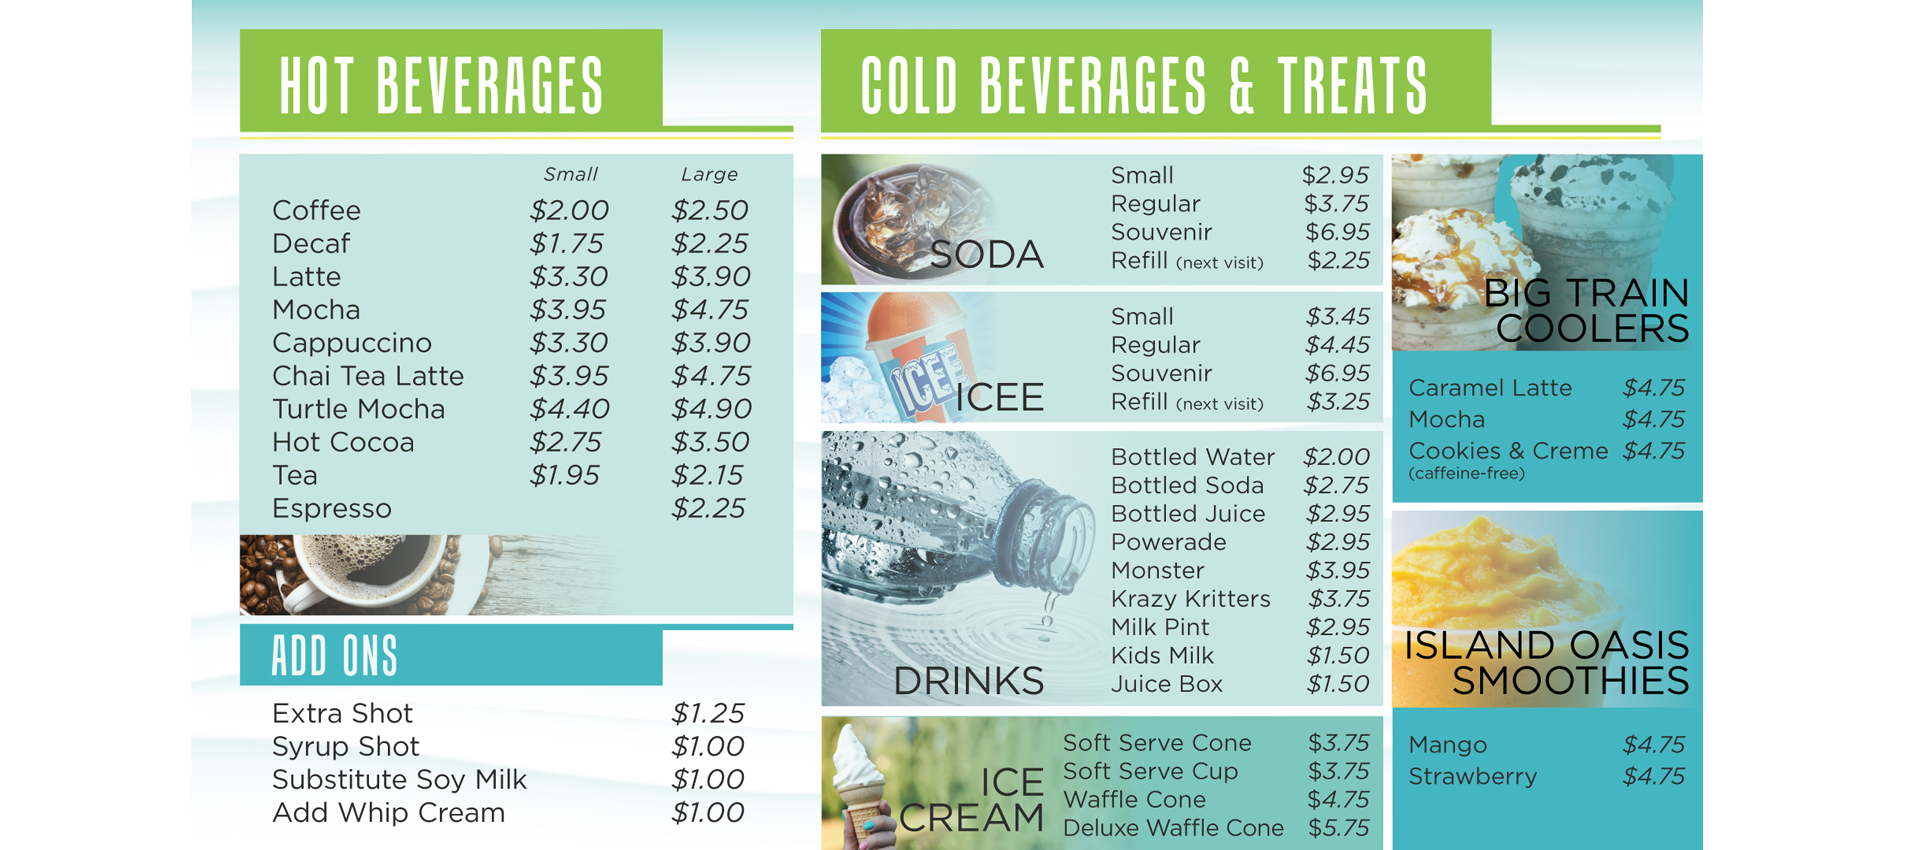 HOT BEVERAGES
Small Large
Coffee $2.00 $2.50
Decaf $1.75 $2.25
Latte $3.30 $3.90
Mocha $3.95 $4.75
Cappuccino $3.30 $3.90
Chai Tea Latte $3.95 $4.75
Turtle Mocha $4.40 $4.90
Hot Cocoa $2.75 $3.50
Tea $1.95 $2.15
Espresso $2.25
ADD ONS
Extra Shot $1.25
Syrup Shot $1.00
Substitute Soy Milk $1.00
Add Whip Cream $1.00
COLD BEVERAGES & TREATS
SODA
Small $2.95
Regular $3.75
Souvenir $6.95
Refill (next visit) $2.25
ICEE
ICEE
Small $3.45
Regular $4.45
Souvenir $6.95
Refill (next visit) $3.25
DRINKS
Bottled Water $2.00
Bottled Soda $2.75
Bottled Juice $2.95
Powerade $2.95
Monster $3.95
Krazy Kritters $3.75
Milk Pint $2.95
Kids Milk $1.50
Juice Box $1.50
ICE
CREAM
Soft Serve Cone $3.75
Soft Serve Cup $3.75
Waffle Cone $4.75
Deluxe Waffle Cone $5.75
BIG TRAIN
COOLERS
Caramel Latte $4.75
Mocha $4.75
Cookies & Creme $4.75
(caffeine-free)
ISLAND OASIS
SMOOTHIES
Mango $4.75
Strawberry $4.75